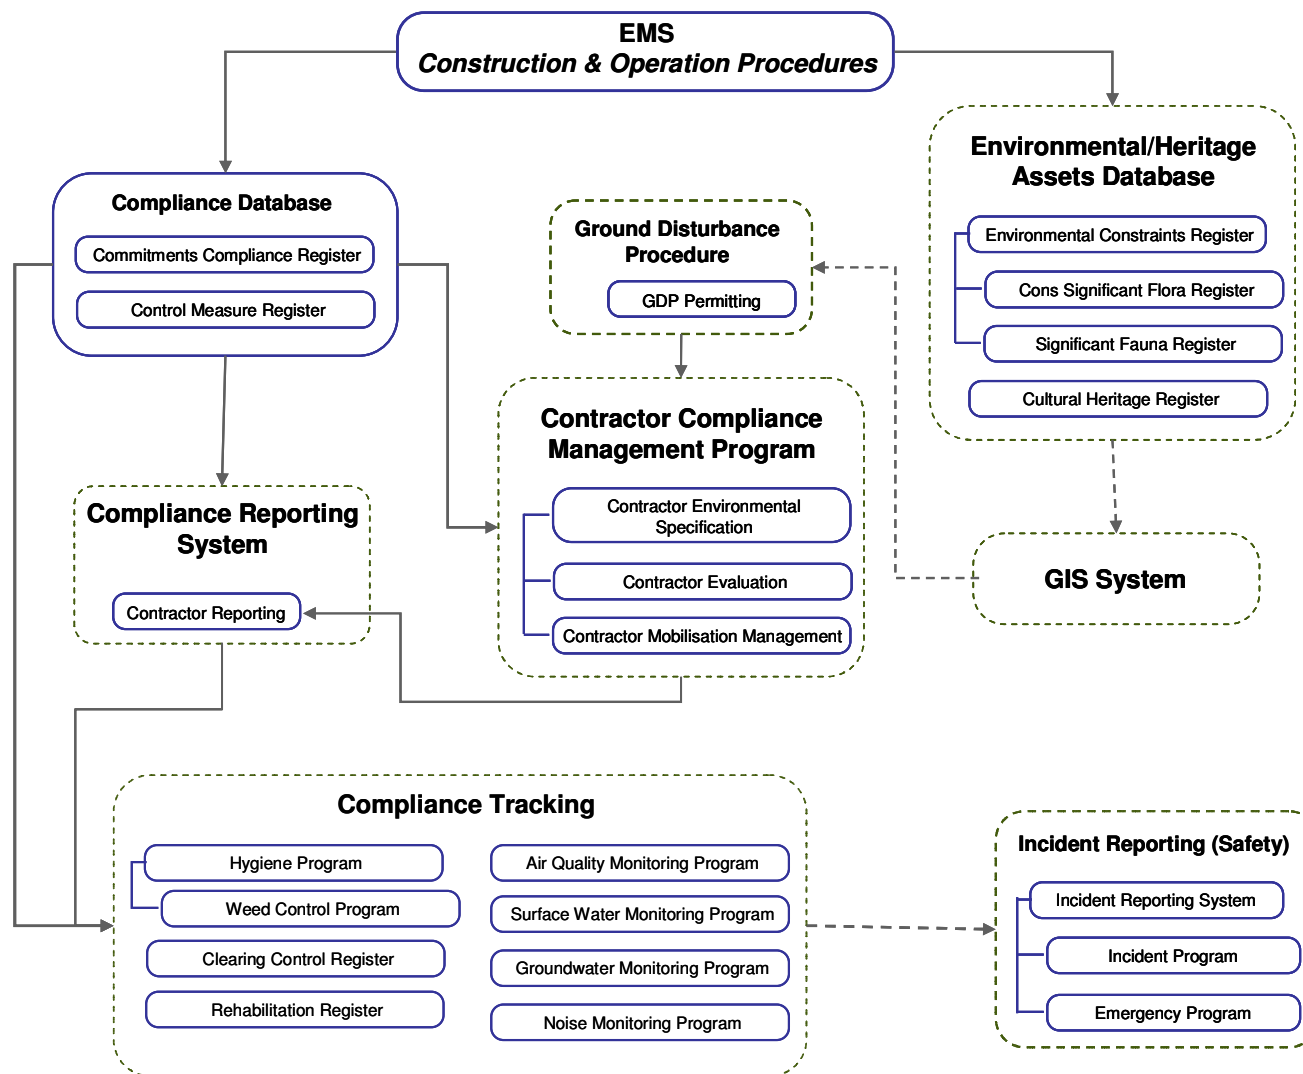 EMS
Construction & Operation Procedures
Environmental/Heritage
Assets Database
Environmental Constraints Register
Cons Significant Flora Register
Significant Fauna Register
Cultural Heritage Register
Compliance Database
Commitments Compliance Register
Control Measure Register
Ground Disturbance
Procedure
GDP Permitting
Contractor Compliance
Management Program
Contractor Environmental
Specification
Contractor Evaluation
Contractor Mobilisation Management
Compliance Reporting
System
Contractor Reporting
GIS System
Compliance Tracking
Hygiene Program
Weed Control Program
Clearing Control Register
Rehabilitation Register
Air Quality Monitoring Program
Surface Water Monitoring Program
Groundwater Monitoring Program
Noise Monitoring Program
Incident Reporting (Safety)
Incident Reporting System
Incident Program
Emergency Program